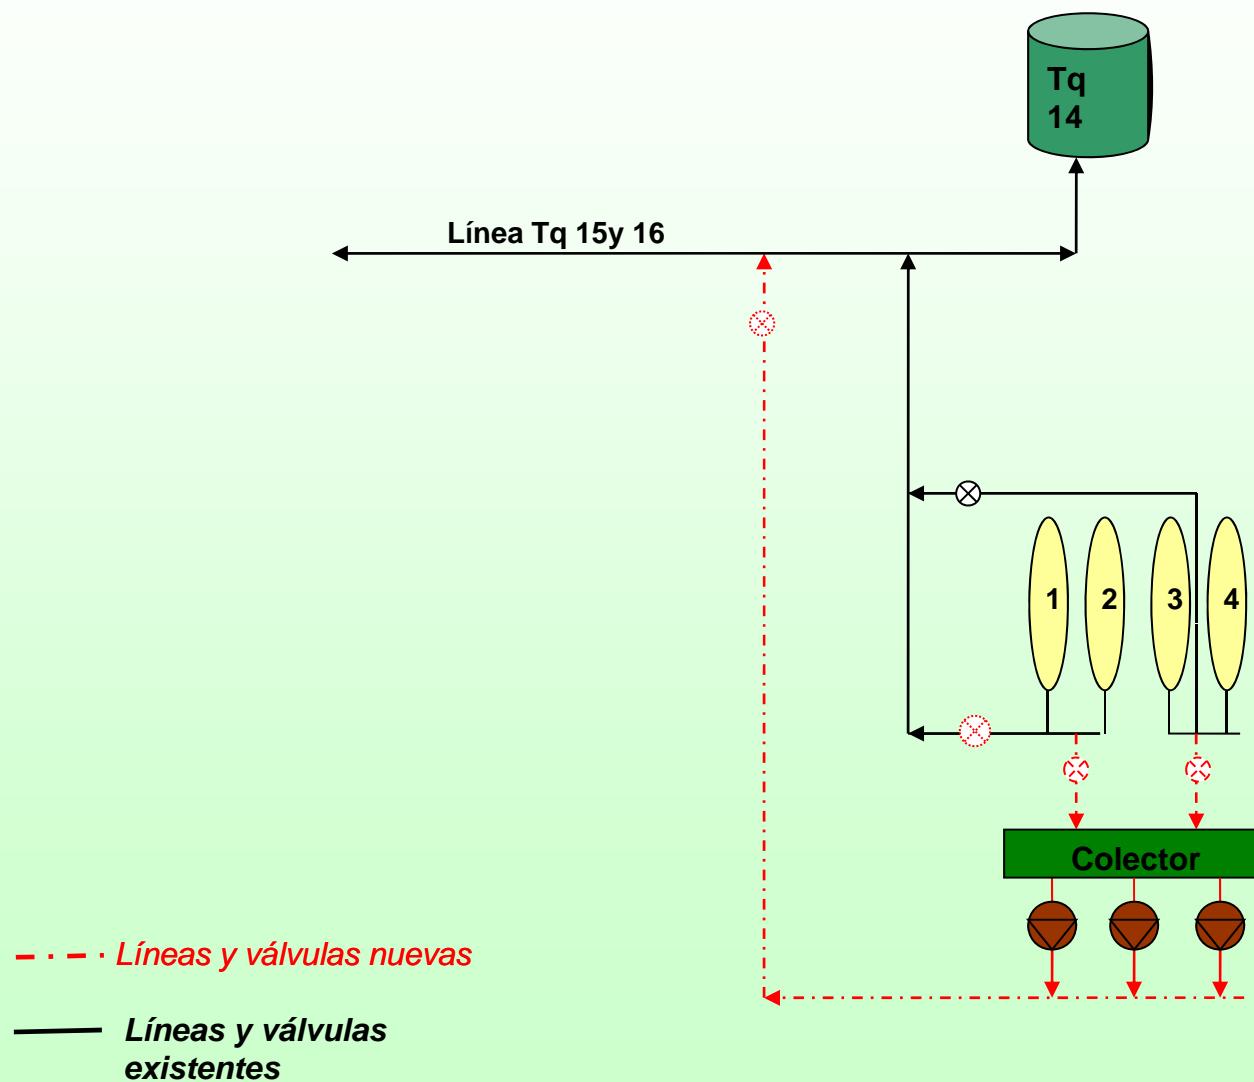 Tq
14
Línea Tq 15y 16
1 2 3 4
Colector
Líneas y válvulas nuevas
Líneas y válvulas
existentes